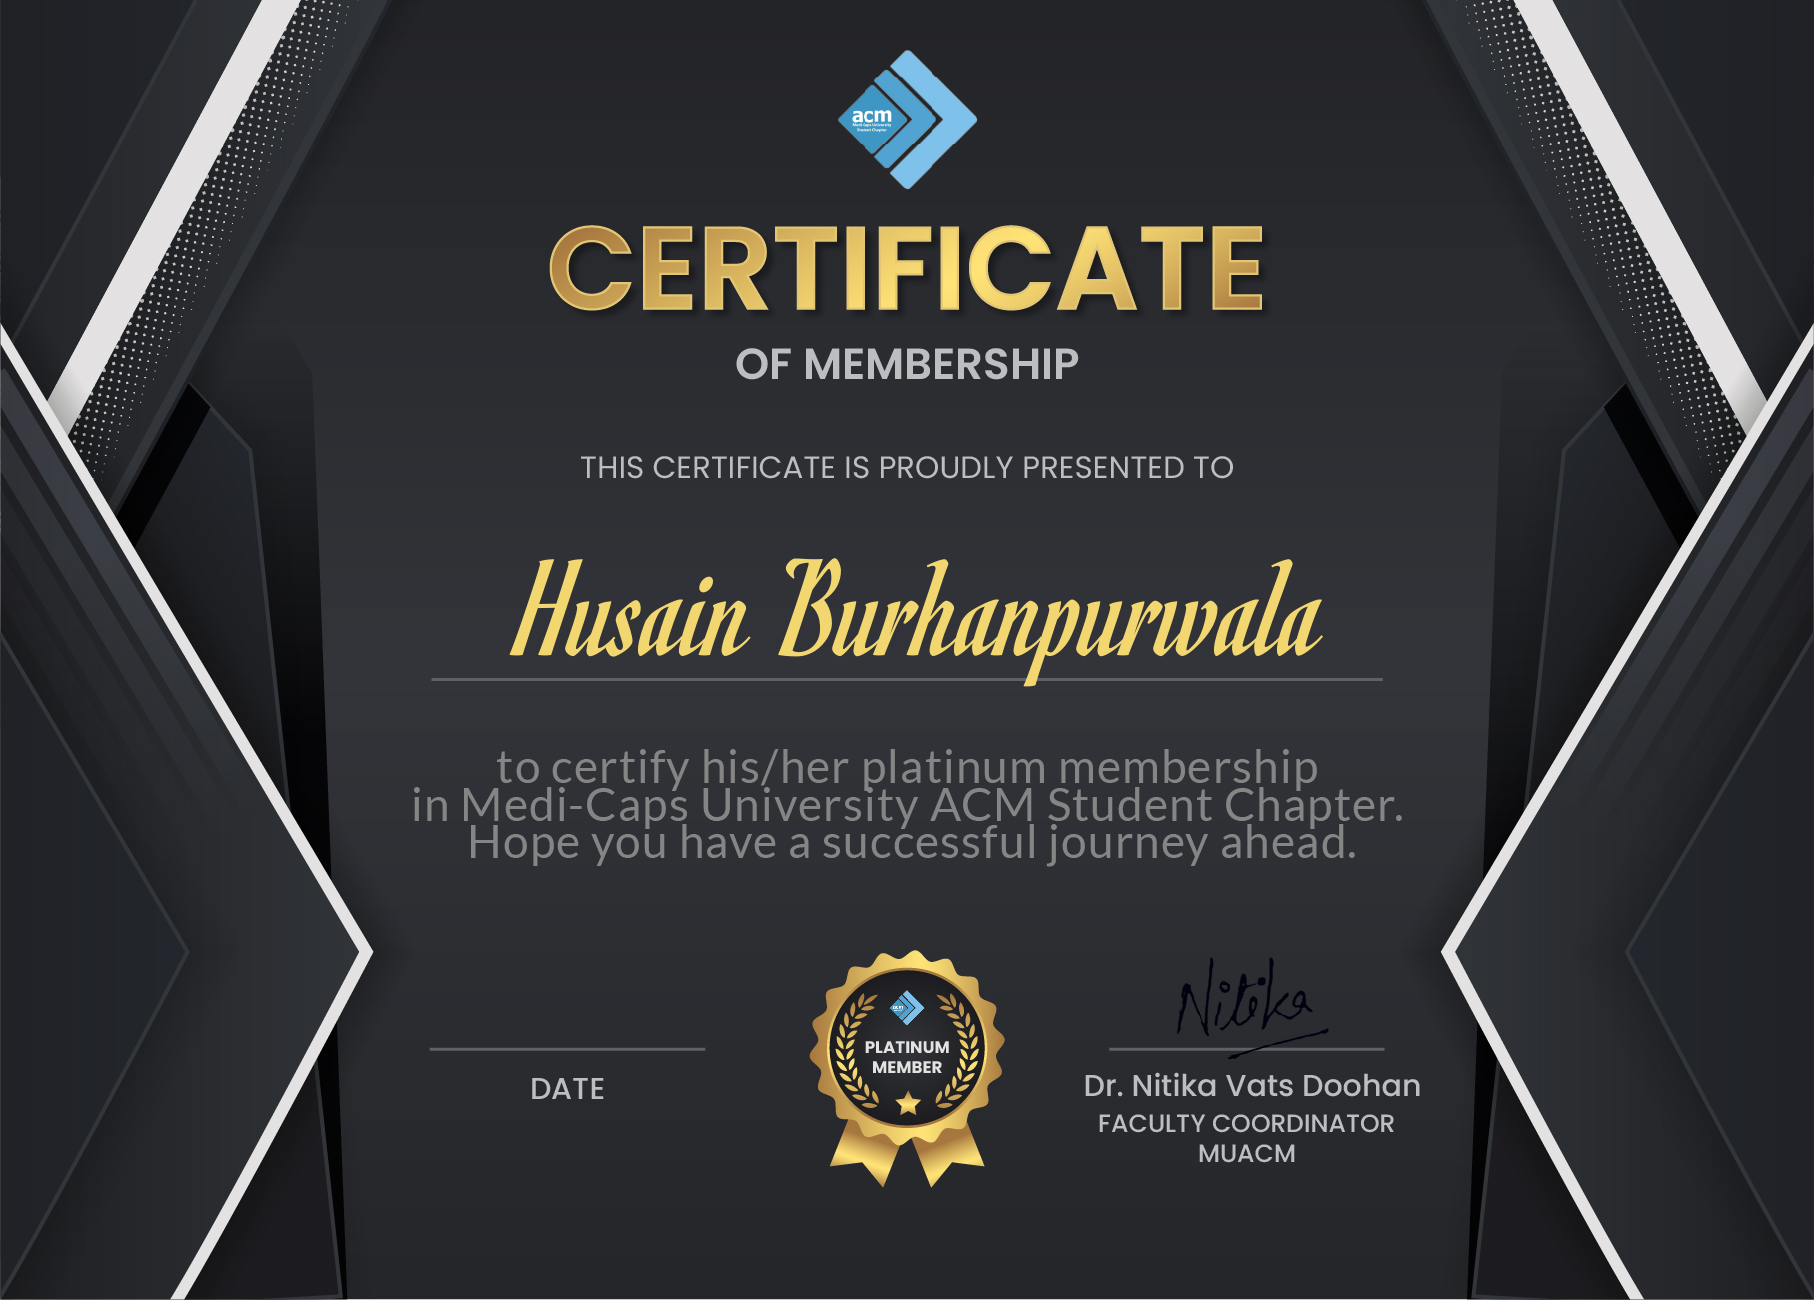 acm
Medi-Caps University
Student Chapter
CERTIFICATE
OF MEMBERSHIP
THIS CERTIFICATE IS PROUDLY PRESENTED TO
Husain Burhanpurwala
to certify his/her platinum membership
in Medi-Caps University ACM Student Chapter.
Hope you have a successful journey ahead.
DATE
PLATINUM
MEMBER
Nitika
Dr. Nitika Vats Doohan
FACULTY COORDINATOR
MUACM